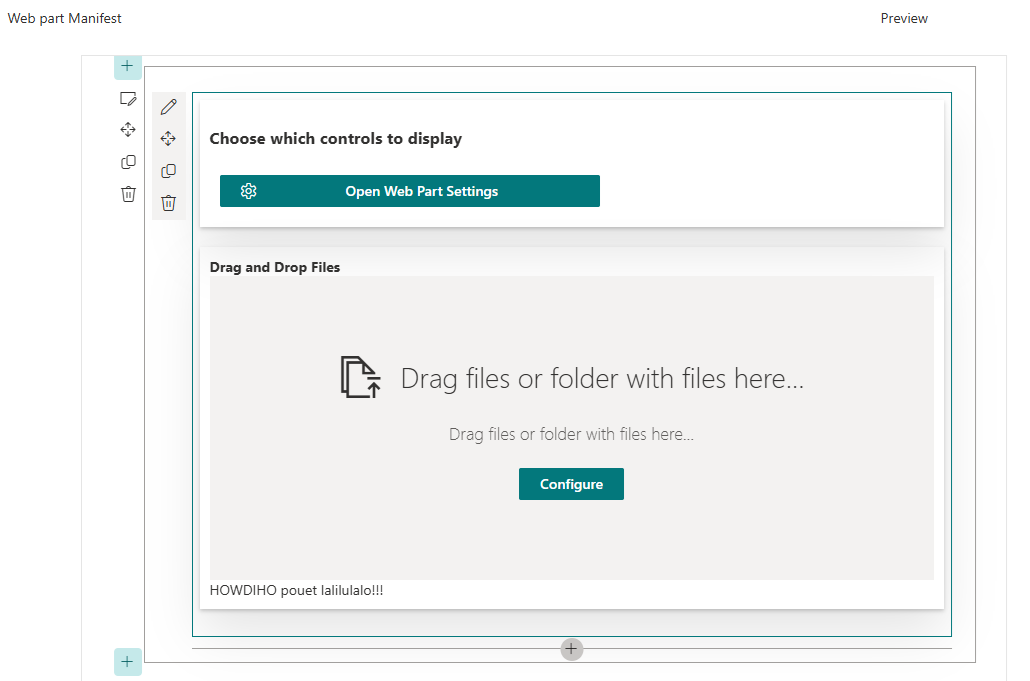 Web part Manifest
Preview
Choose which controls to display
Open Web Part Settings
Drag and Drop Files
Drag files or folder with files here...
Drag files or folder with files here...
Configure
HOWDIHO pouet lalilulalo!!!